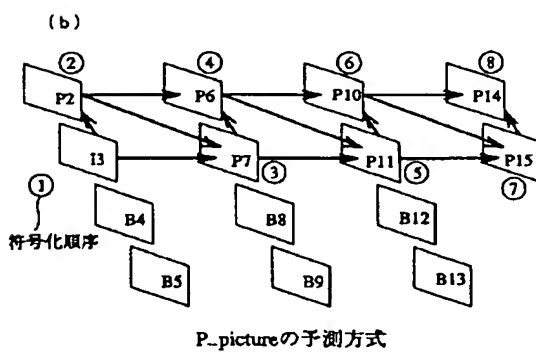 (b)
② ④ ⑥ ⑧
P2 P6 P10 P14
I3 P7 P11 P15
① ③ ⑤ ⑦
符号化順序
B4 B8 B12
B5 B9 B13
P_pictureの予測方式